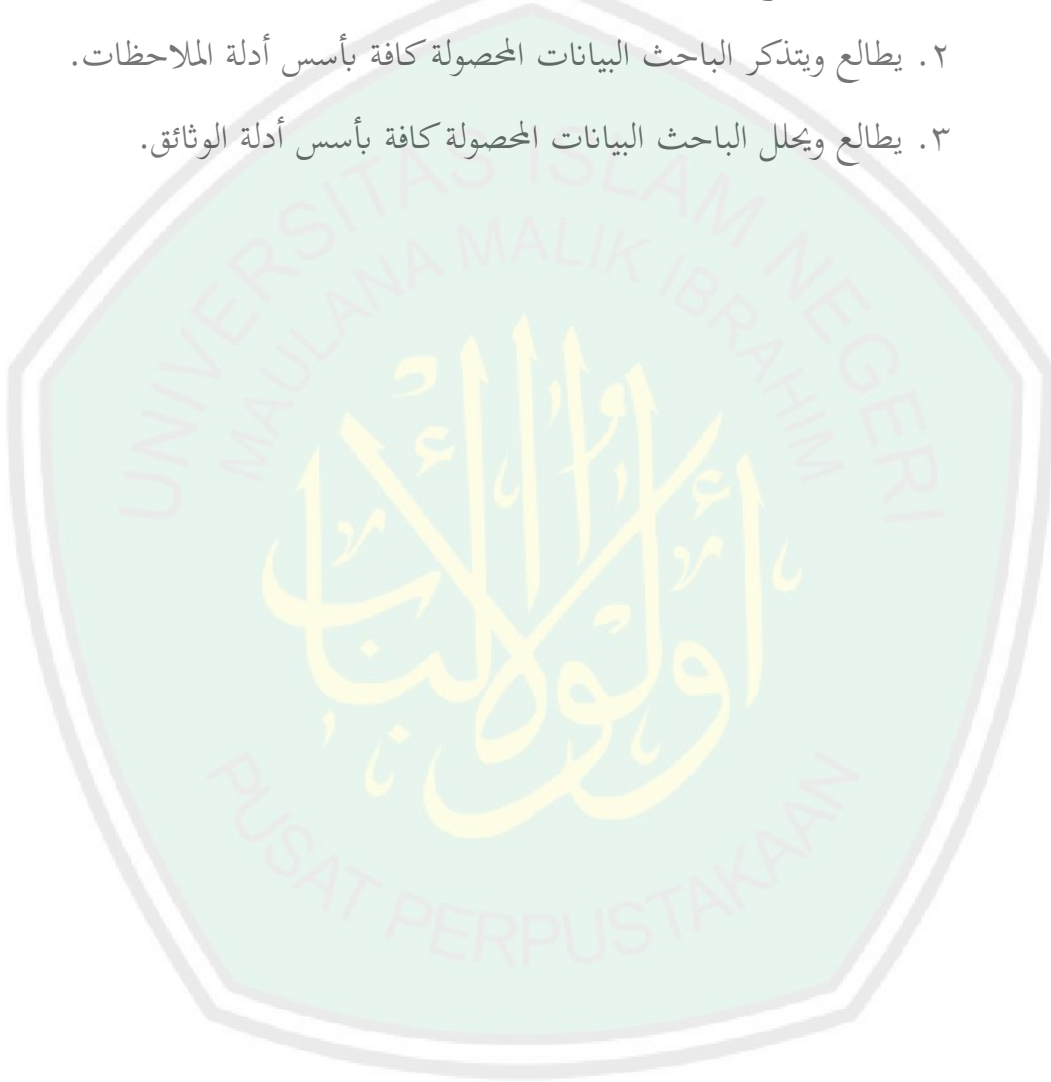 ٢. يطالع ويتذكر الباحث البيانات المحصولة كافة بأسس أدلة الملاحظات.
٣. يطالع ويحلل الباحث البيانات المحصولة كافة بأسس أدلة الوثائق.
UNIVERSITAS ISLAM NEGERI
MAULANA MALIK IBRAHIM
أولوا الألباب
PUSAT PERPUSTAKAAN